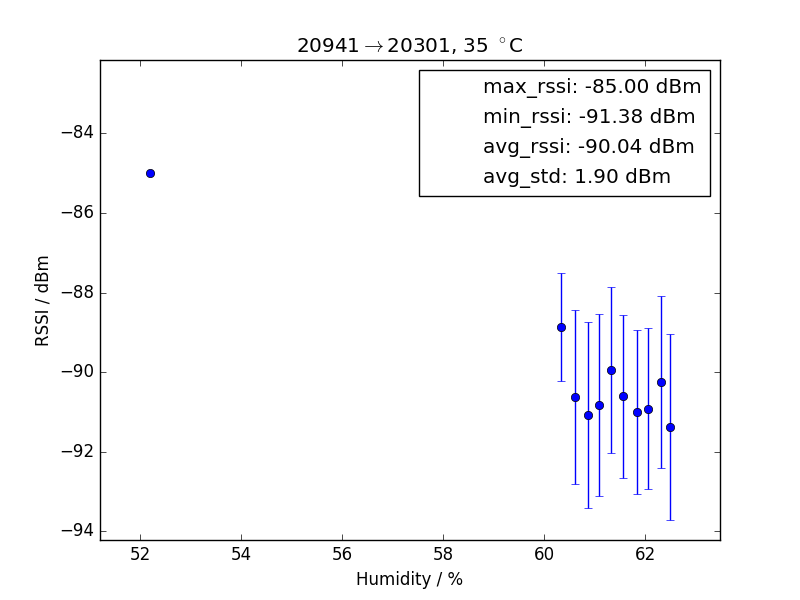 20941→20301, 35 °C
max_rssi: -85.00 dBm
min_rssi: -91.38 dBm
avg_rssi: -90.04 dBm
avg_std: 1.90 dBm
RSSI / dBm
−84
−86
−88
−90
−92
−94
52 54 56 58 60 62
Humidity / %